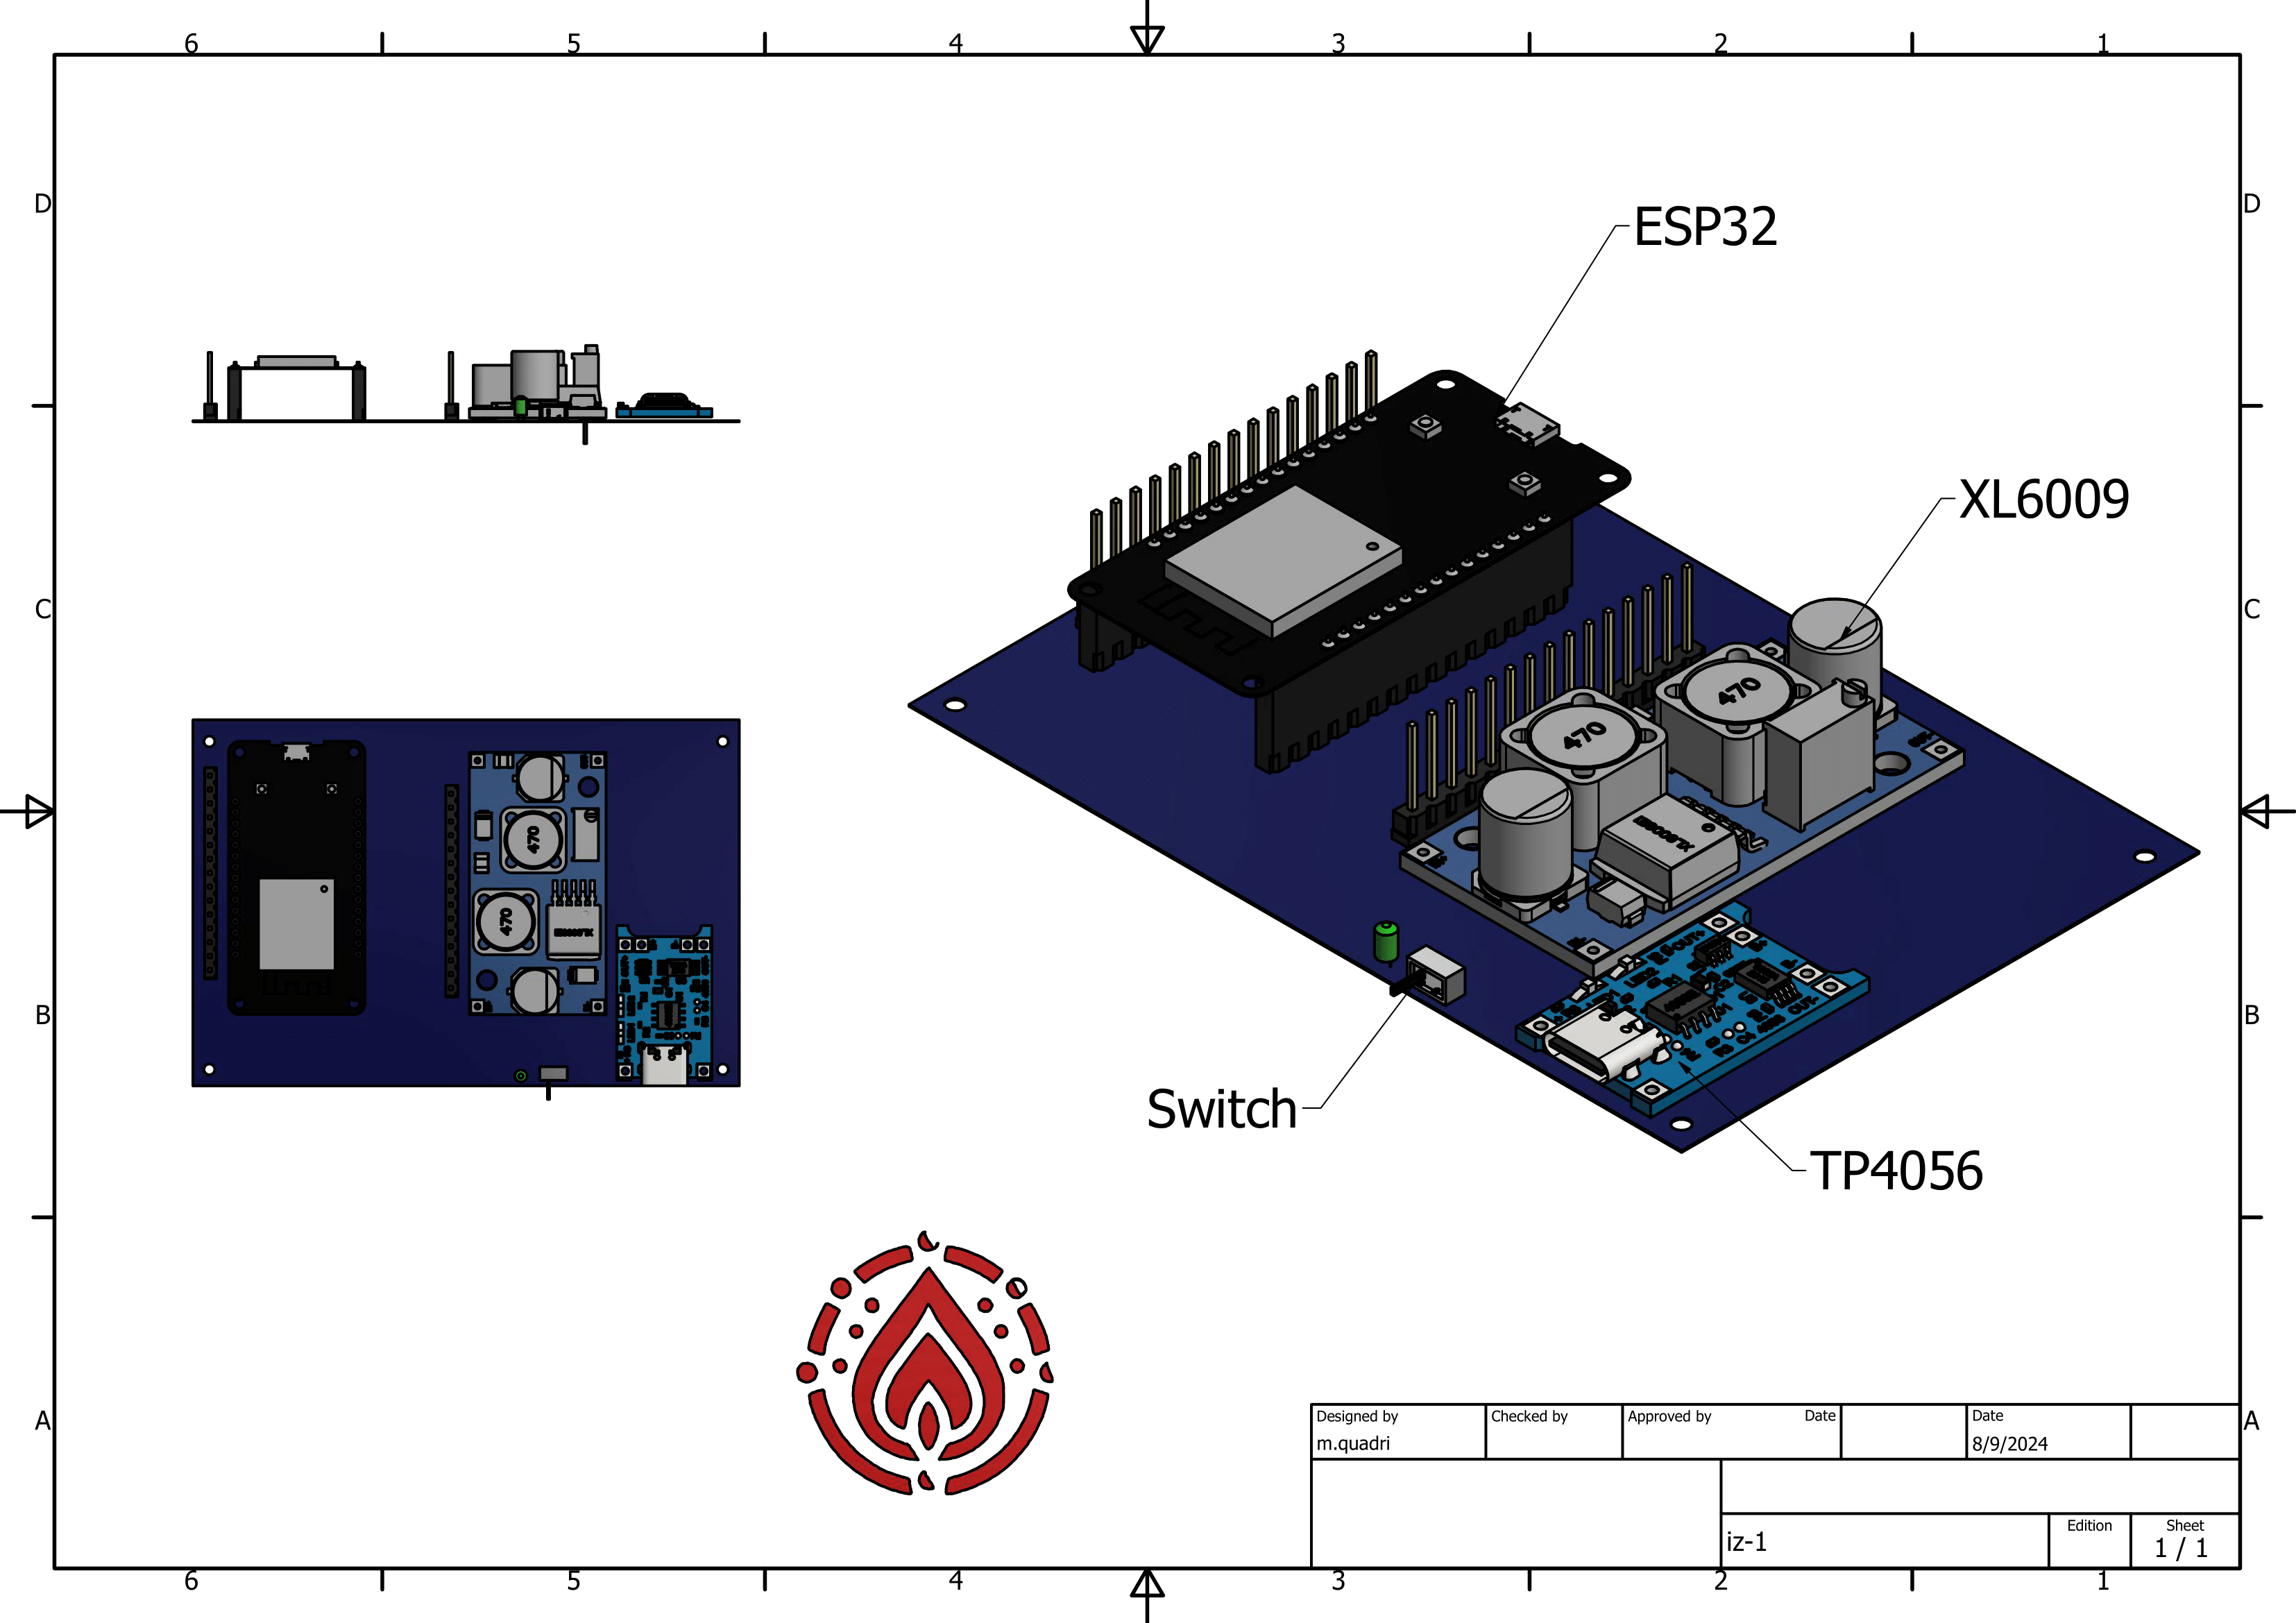 6 5 4 3 2 1
D D
ESP32
XL6009
C C
470
470
470
470
B B
Switch
TP4056
A A
Designed by
Checked by
Approved by Date
Date
m.quadri
8/9/2024
Edition
Sheet
iz-1
1 / 1
6 5 4 3 2 1